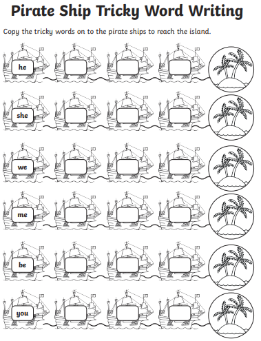 Pirate Ship Tricky Word Writing
Copy the tricky words on to the pirate ships to reach the island.
he
she
we
me
be
you